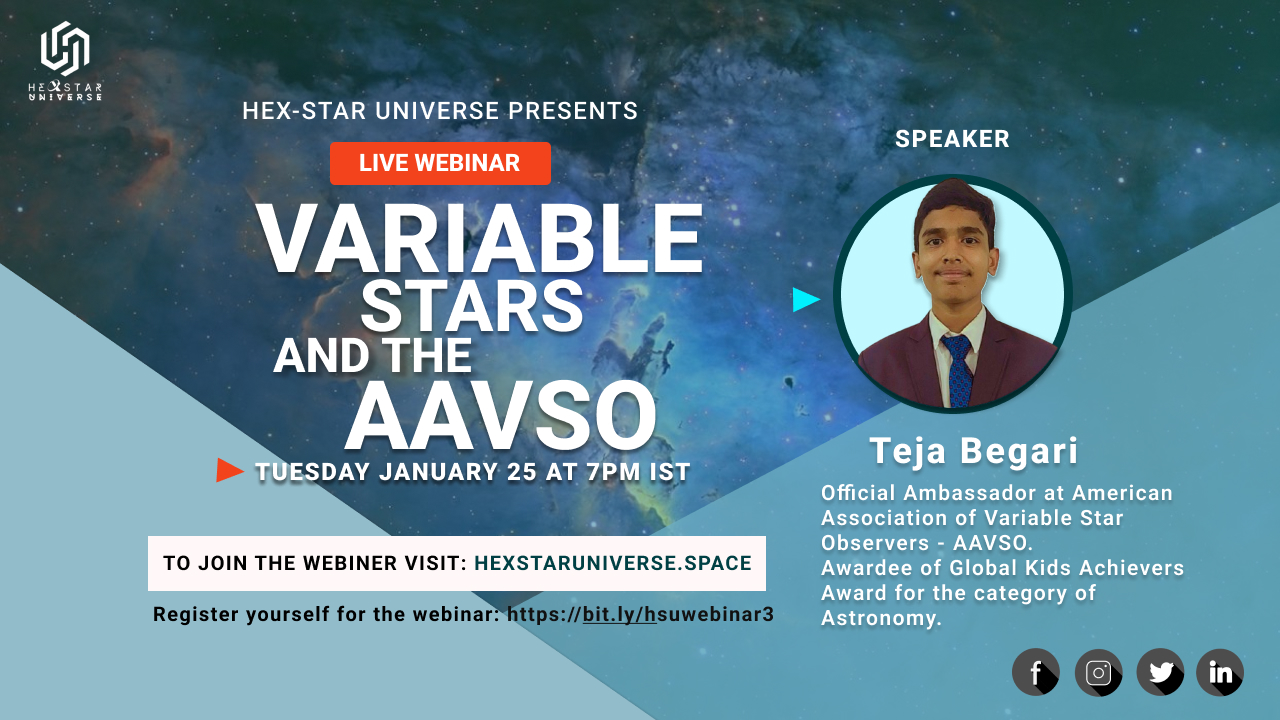 HEXSTAR
UNIVERSE
HEX-STAR UNIVERSE PRESENTS
LIVE WEBINAR
VARIABLE
STARS
AND THE
AAVSO
TUESDAY JANUARY 25 AT 7PM IST
TO JOIN THE WEBINER VISIT: HEXSTARUNIVERSE.SPACE
Register yourself for the webinar: https://bit.ly/hsuwebinar3
SPEAKER
Teja Begari
Official Ambassador at American
Association of Variable Star
Observers - AAVSO.
Awardee of Global Kids Achievers
Award for the category of
Astronomy.
f
in